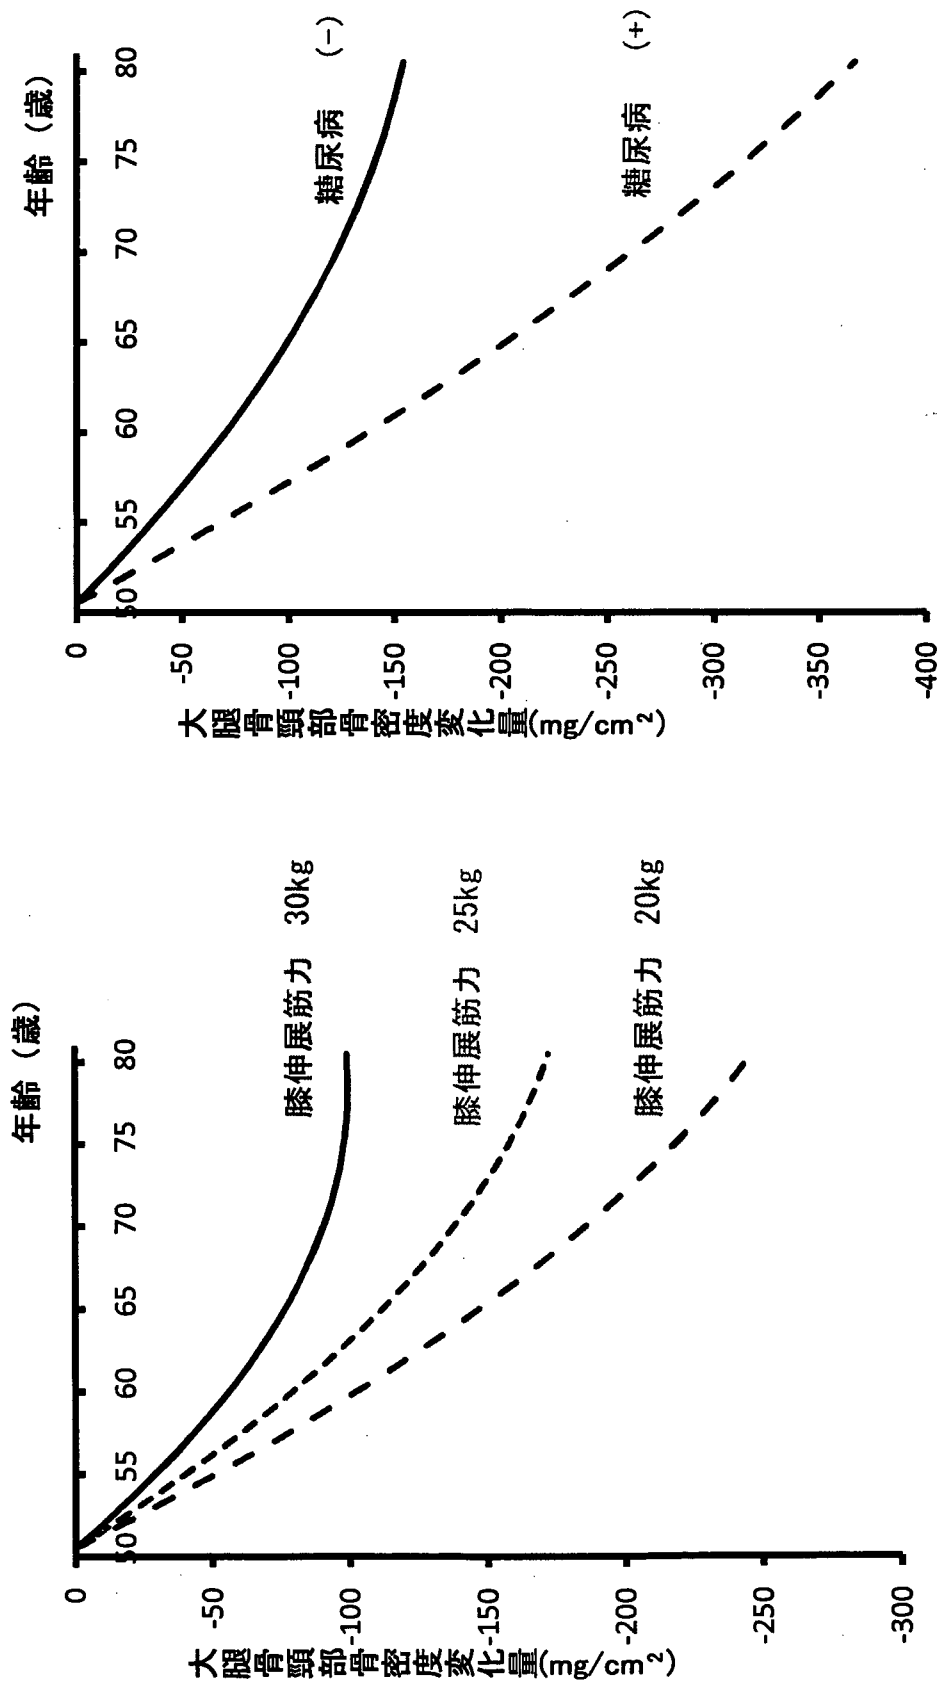 年齢 (歳)
50 55 60 65 70 75 80
0
-50
-100
-150
-200
-250
-300
大腿骨頸部骨密度変化量(mg/cm²)
膝伸展筋力 30kg
膝伸展筋力 25kg
膝伸展筋力 20kg
年齢 (歳)
50 55 60 65 70 75 80
0
-50
-100
-150
-200
-250
-300
-350
-400
大腿骨頸部骨密度変化量(mg/cm²)
糖尿病 (-)
糖尿病 (+)